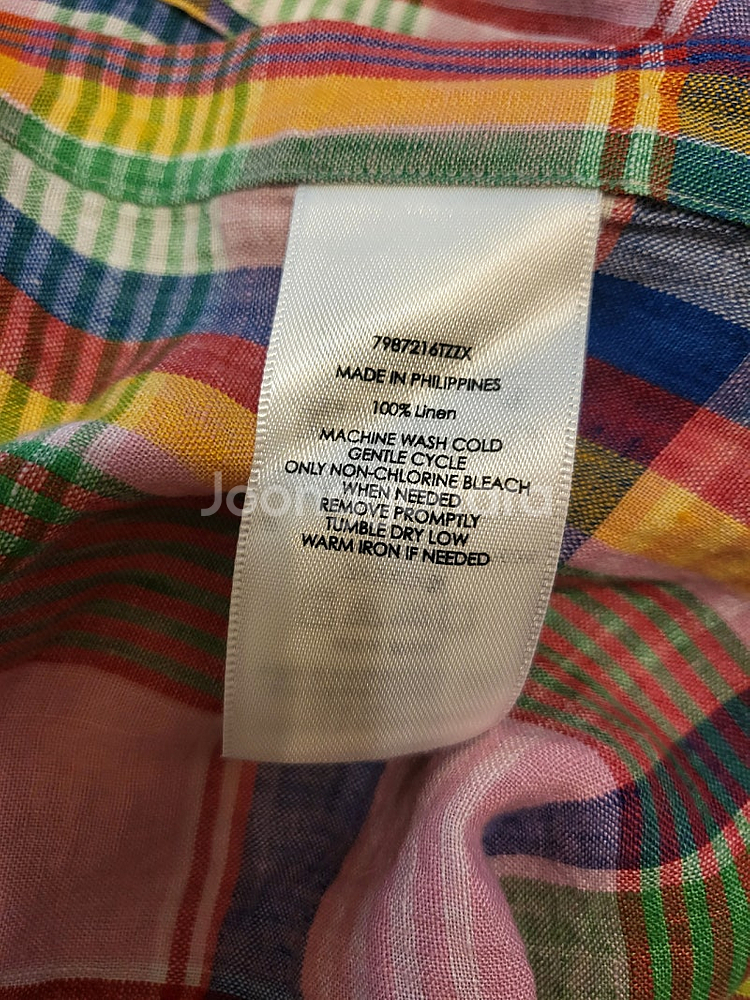 7987216TZZX
MADE IN PHILIPPINES
100% Linen
MACHINE WASH COLD
GENTLE CYCLE
ONLY NON-CHLORINE BLEACH
WHEN NEEDED
REMOVE PROMPTLY
TUMBLE DRY LOW
WARM IRON IF NEEDED